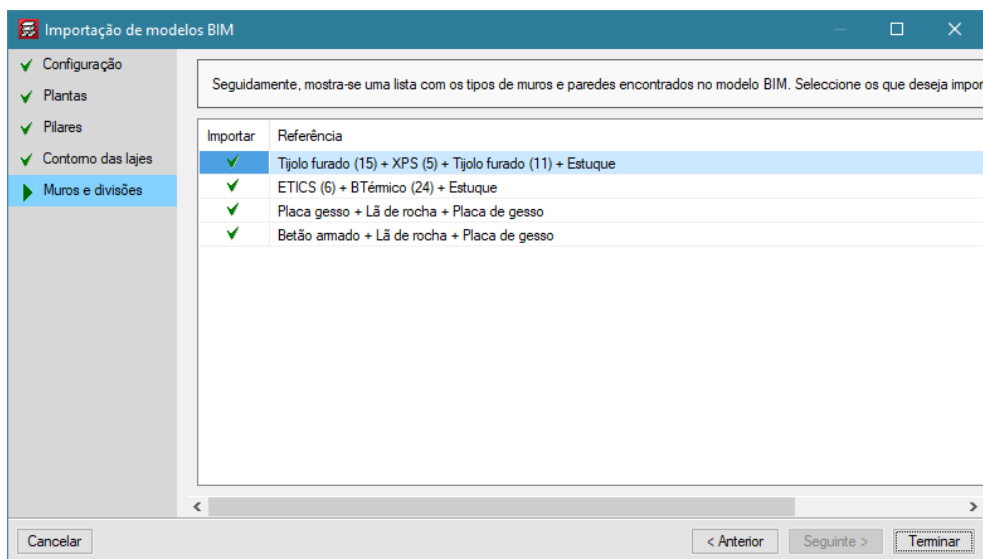 Importação de modelos BIM
Configuração
Plantas
Pilares
Contorno das lajes
Muros e divisões
Seguidamente, mostra-se uma lista com os tipos de muros e paredes encontrados no modelo BIM. Seleccione os que deseja impor
Importar Referência
Tijolo furado (15) + XPS (5) + Tijolo furado (11) + Estuque
ETICS (6) + BTérmico (24) + Estuque
Placa gesso + Lã de rocha + Placa de gesso
Betão armado + Lã de rocha + Placa de gesso
Cancelar
< Anterior
Seguinte >
Terminar